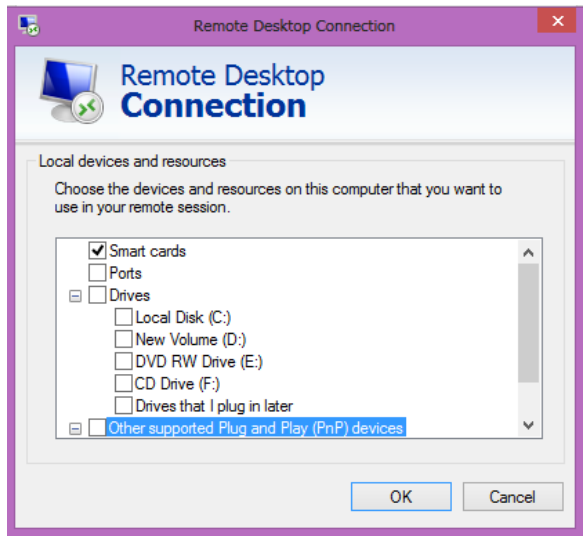 Remote Desktop Connection
Remote Desktop
Connection
Local devices and resources
Choose the devices and resources on this computer that you want to
use in your remote session.
Smart cards
Ports
Drives
Local Disk (C:)
New Volume (D:)
DVD RW Drive (E:)
CD Drive (F:)
Drives that I plug in later
Other supported Plug and Play (PnP) devices
OK Cancel